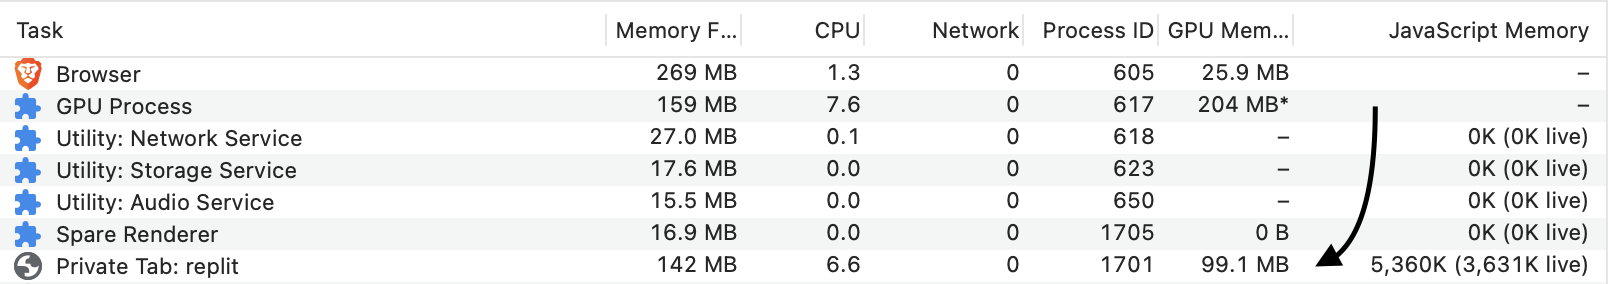 Task Memory F... CPU Network Process ID GPU Mem... JavaScript Memory
Browser 269 MB 1.3 0 605 25.9 MB –
GPU Process 159 MB 7.6 0 617 204 MB* –
Utility: Network Service 27.0 MB 0.1 0 618 – 0K (0K live)
Utility: Storage Service 17.6 MB 0.0 0 623 – 0K (0K live)
Utility: Audio Service 15.5 MB 0.0 0 650 – 0K (0K live)
Spare Renderer 16.9 MB 0.0 0 1705 0 B 0K (0K live)
Private Tab: replit 142 MB 6.6 0 1701 99.1 MB 5,360K (3,631K live)